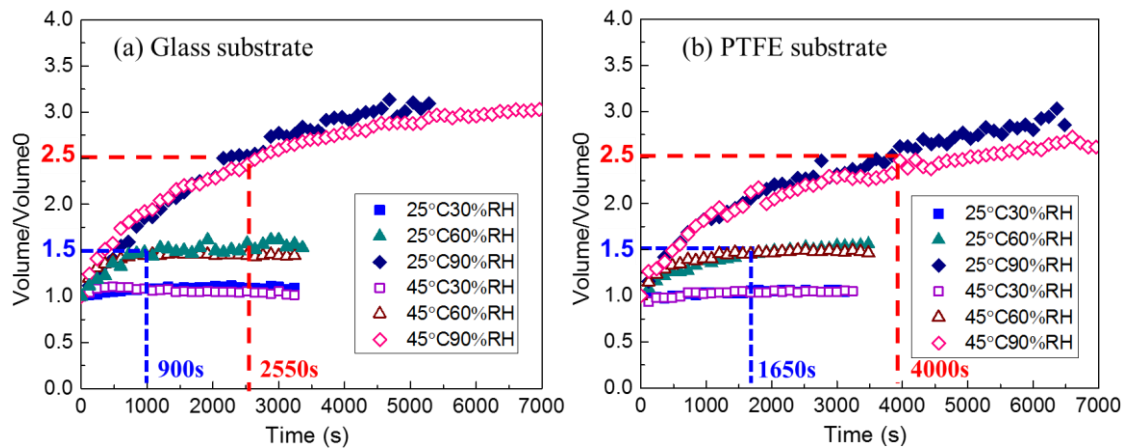 (a) Glass substrate
Volume/Volume0
4.0
3.5
3.0
2.5
2.0
1.5
1.0
0.5
0.0
25°C30%RH
25°C60%RH
25°C90%RH
45°C30%RH
45°C60%RH
45°C90%RH
900s
2550s
0 1000 2000 3000 4000 5000 6000 7000
Time (s)
(b) PTFE substrate
Volume/Volume0
4.0
3.5
3.0
2.5
2.0
1.5
1.0
0.5
0.0
25°C30%RH
25°C60%RH
25°C90%RH
45°C30%RH
45°C60%RH
45°C90%RH
1650s
4000s
0 1000 2000 3000 4000 5000 6000 7000
Time (s)